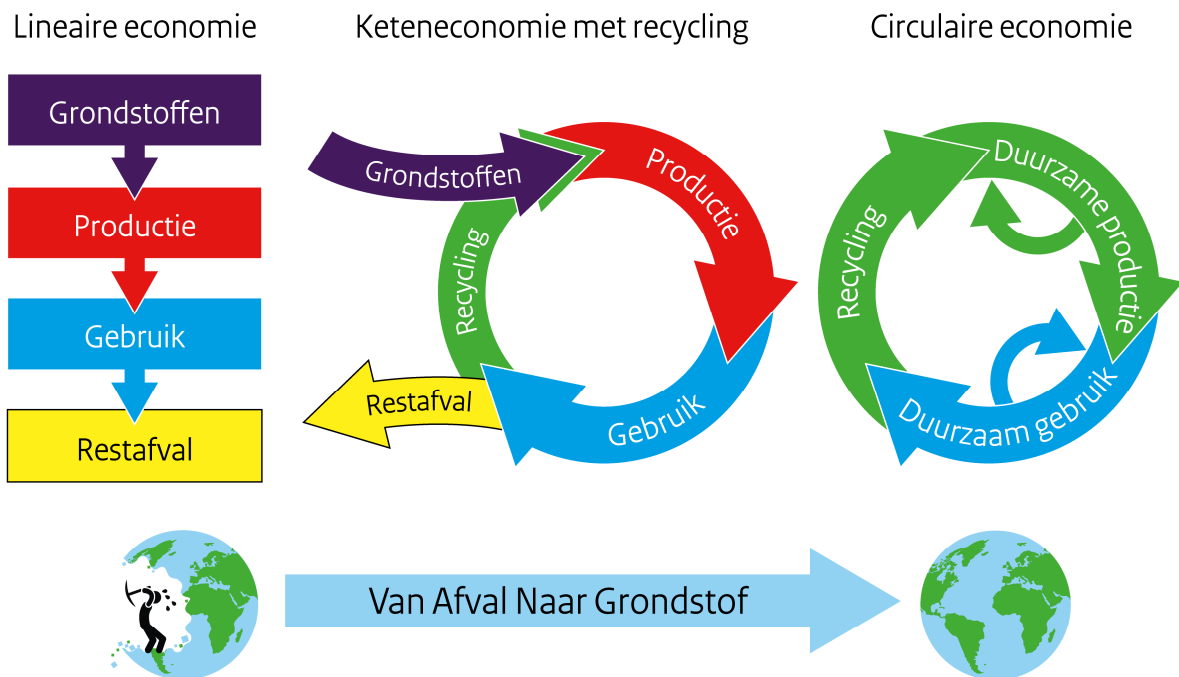 Lineaire economie
Grondstoffen
Productie
Gebruik
Restafval
Keteneconomie met recycling
Grondstoffen
Productie
Gebruik
Recycling
Restafval
Circulaire economie
Duurzame productie
Duurzaam gebruik
Recycling
Van Afval Naar Grondstof